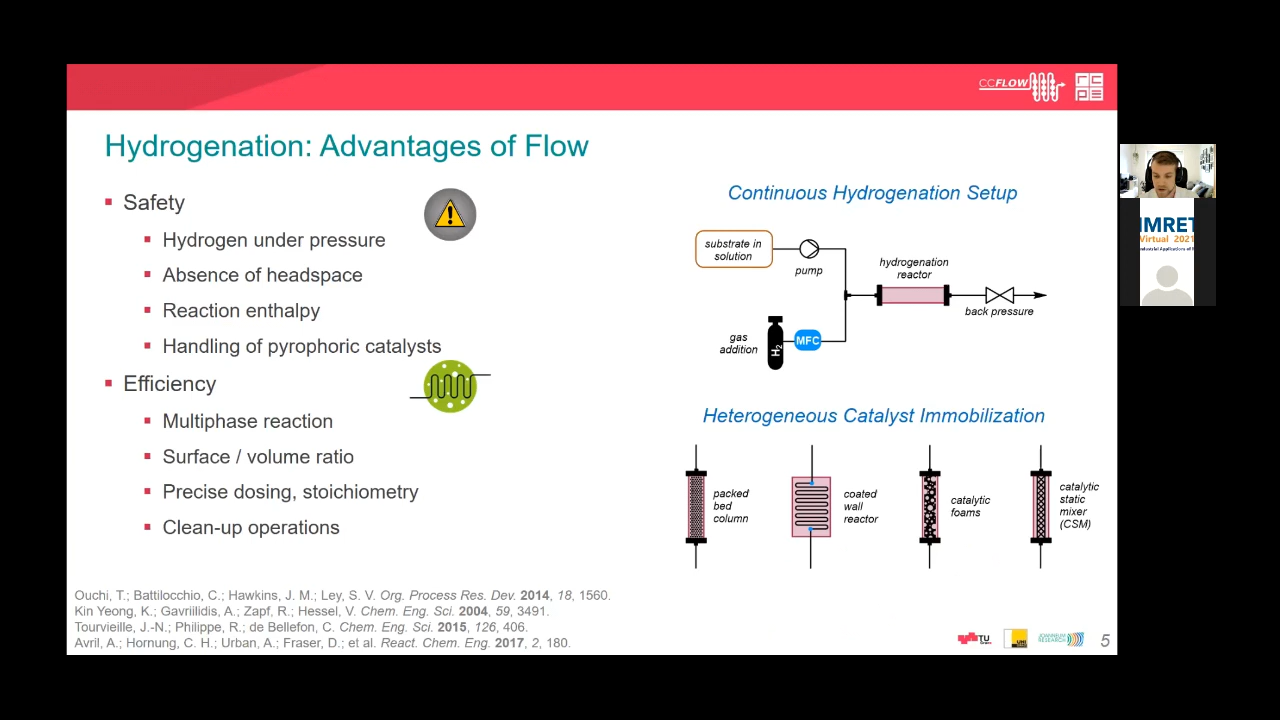 CCFLOW
RCPE
Hydrogenation: Advantages of Flow
Safety
Hydrogen under pressure
Absence of headspace
Reaction enthalpy
Handling of pyrophoric catalysts
Efficiency
Multiphase reaction
Surface / volume ratio
Precise dosing, stoichiometry
Clean-up operations
Continuous Hydrogenation Setup
substrate in
solution
pump
hydrogenation
reactor
back pressure
gas
addition
H2
MFC
Heterogeneous Catalyst Immobilization
packed
bed
column
coated
wall
reactor
catalytic
foams
catalytic
static
mixer
(CSM)
Ouchi, T.; Battilocchio, C.; Hawkins, J. M.; Ley, S. V. Org. Process Res. Dev. 2014, 18, 1560.
Kin Yeong, K.; Gavriilidis, A.; Zapf, R.; Hessel, V. Chem. Eng. Sci. 2004, 59, 3491.
Tourvieille, J.-N.; Philippe, R.; de Bellefon, C. Chem. Eng. Sci. 2015, 126, 406.
Avril, A.; Hornung, C. H.; Urban, A.; Fraser, D.; et al. React. Chem. Eng. 2017, 2, 180.
TU
JOANNEUM
RESEARCH
5
IMRET
Virtual 2021